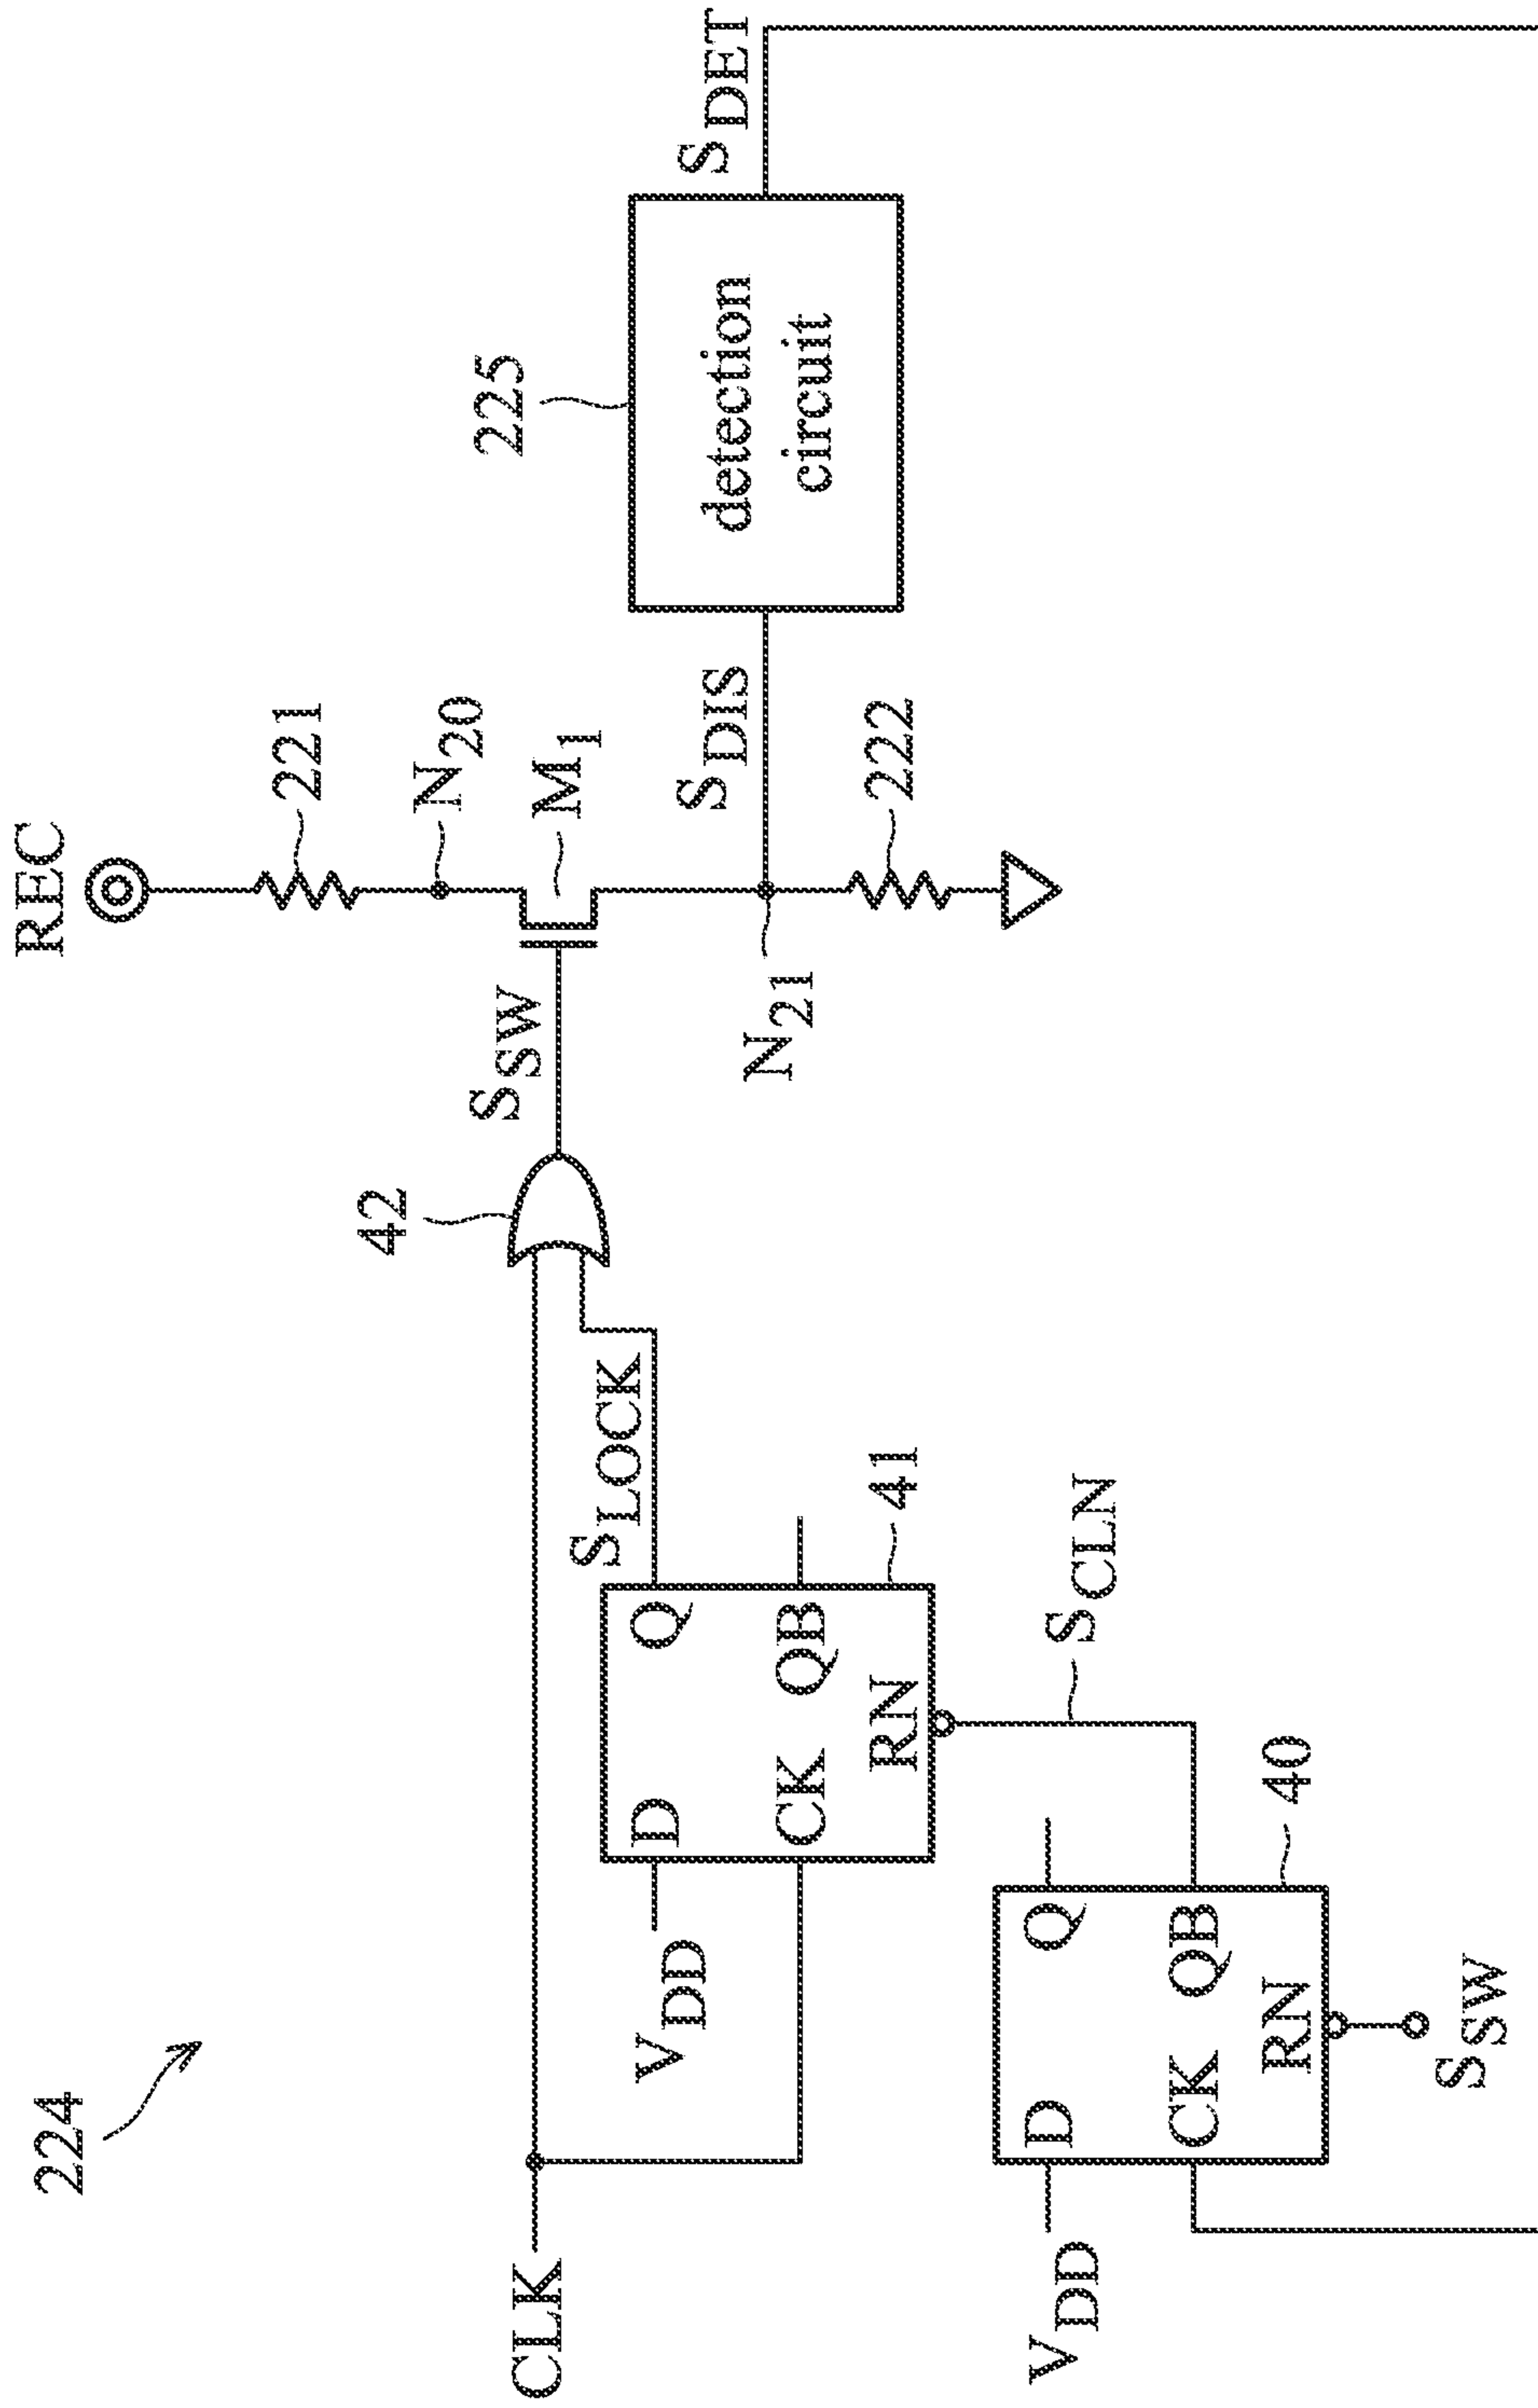 224
REC
221
N20
M1
SSW
42
225
detection
circuit
SDET
SDIS
N21
222
CLK
SLOCK
VDD
D
Q
CK
QB
RN
41
SCLN
VDD
D
Q
CK
QB
RN
40
SSW